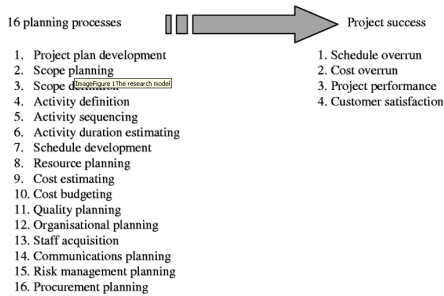 16 planning processes
Project success
1. Project plan development
2. Scope planning
3. Scope d
ImageFigure 1The research model
4. Activity definition
5. Activity sequencing
6. Activity duration estimating
7. Schedule development
8. Resource planning
9. Cost estimating
10. Cost budgeting
11. Quality planning
12. Organisational planning
13. Staff acquisition
14. Communications planning
15. Risk management planning
16. Procurement planning
1. Schedule overrun
2. Cost overrun
3. Project performance
4. Customer satisfaction